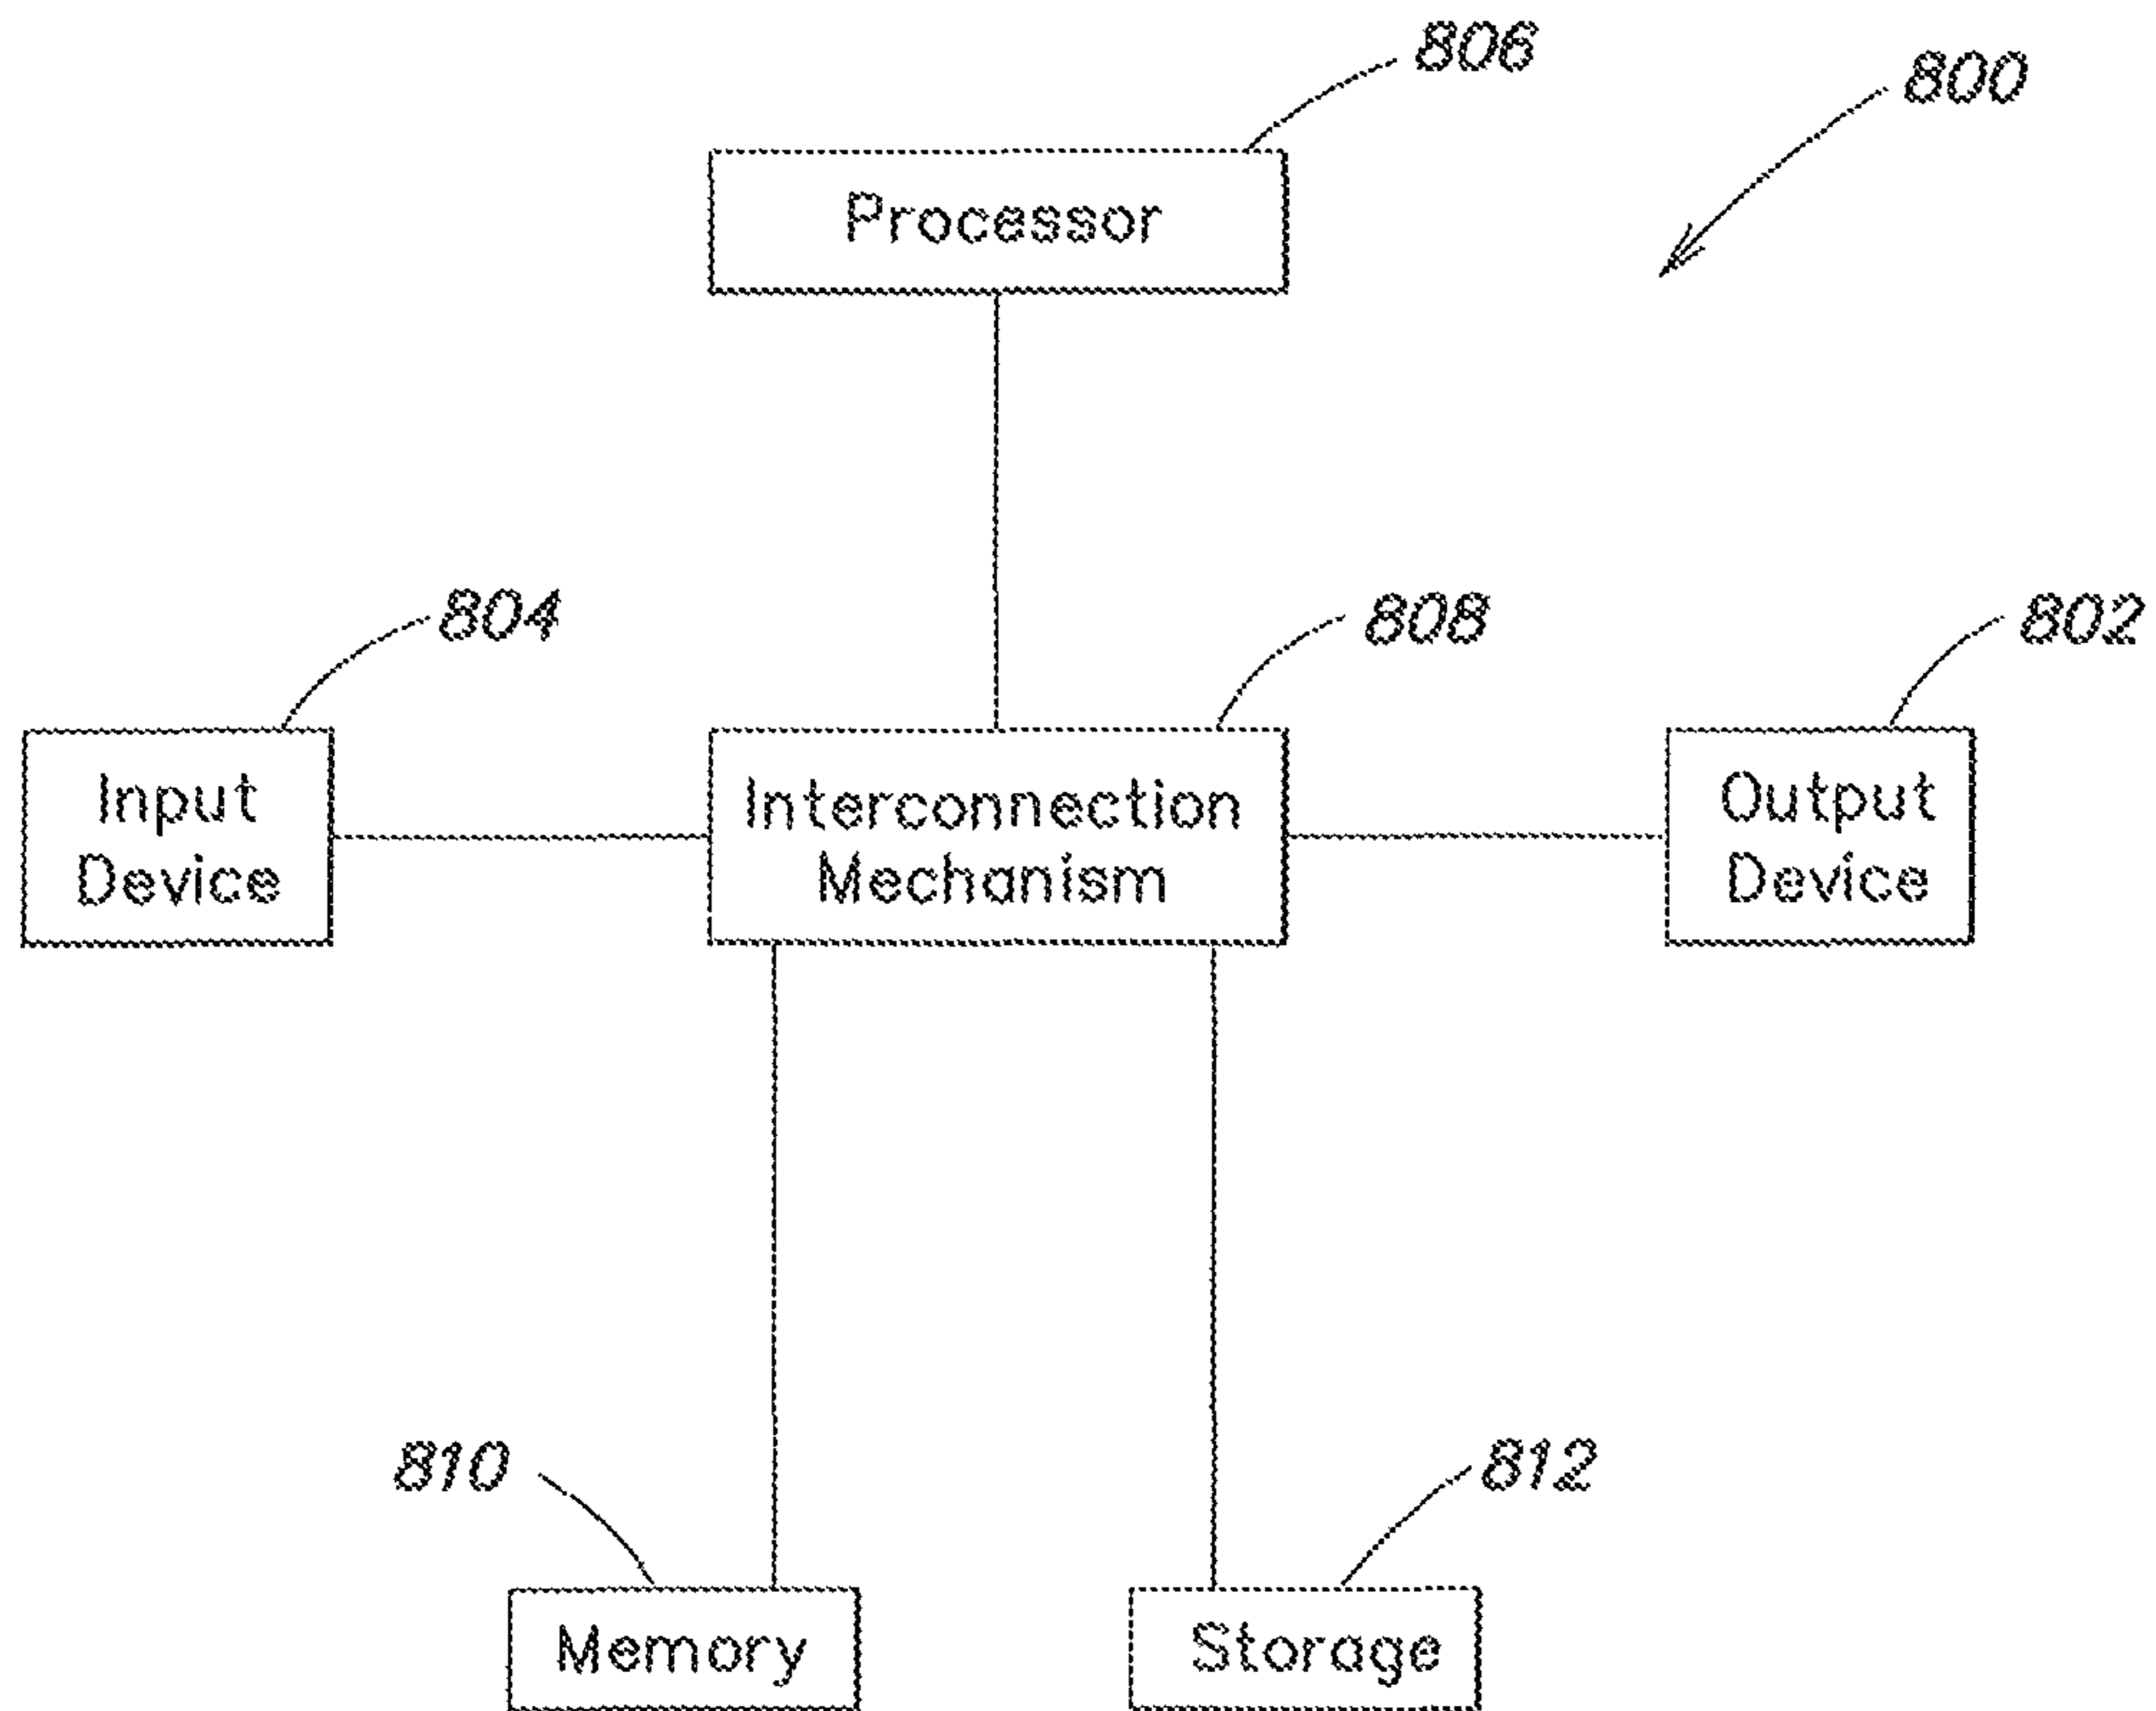 806
800
Processor
804
808
802
Input
Device
Interconnection
Mechanism
Output
Device
810
812
Memory
Storage